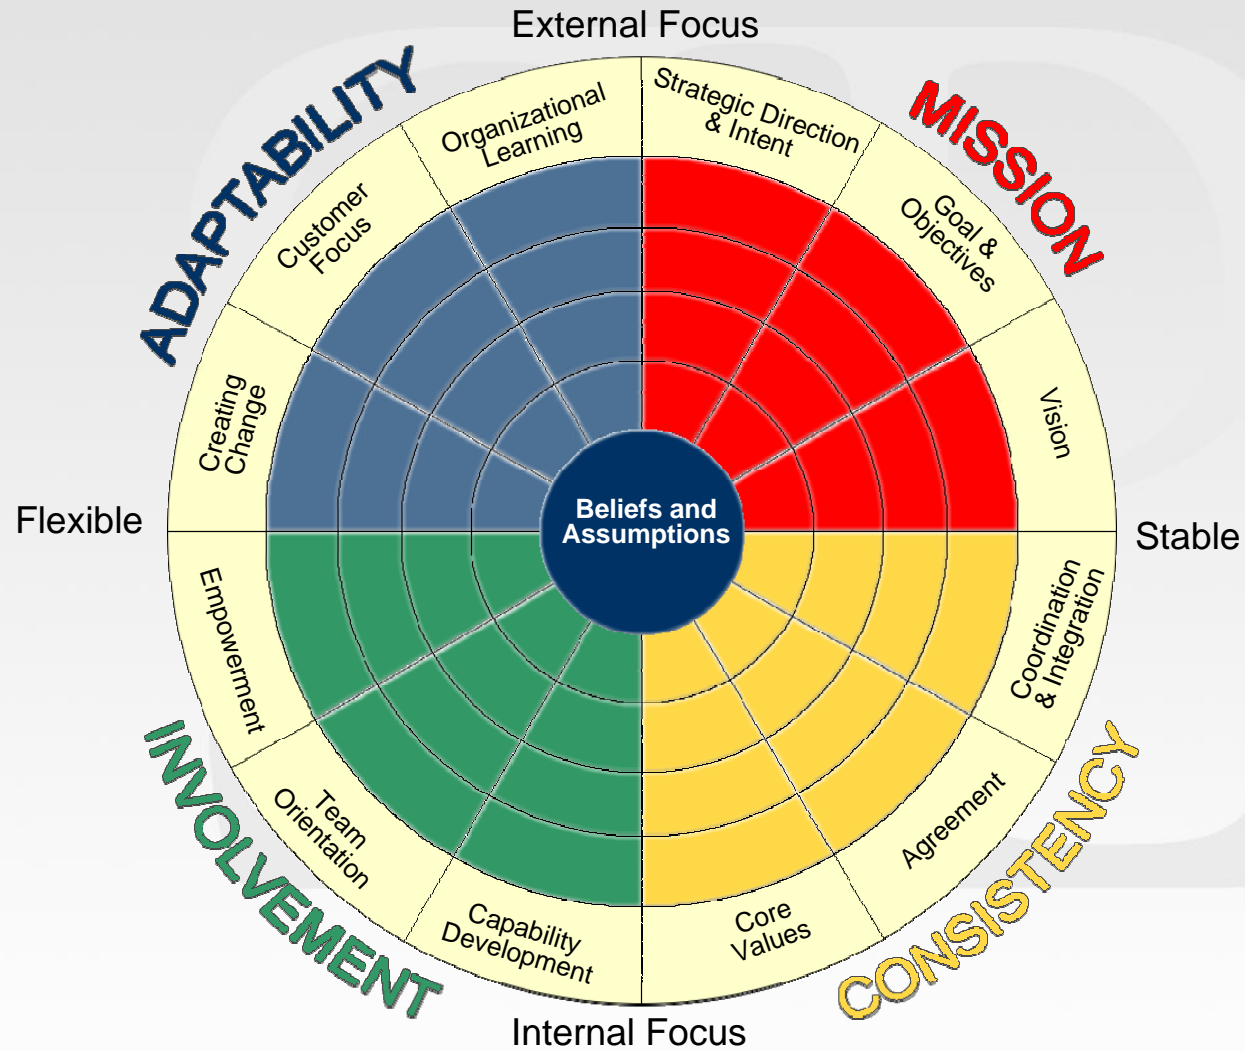 External Focus
ADAPTABILITY
MISSION
Organizational
Learning
Strategic Direction
& Intent
Customer
Focus
Goal &
Objectives
Creating
Change
Vision
Flexible
Beliefs and
Assumptions
Stable
Empowerment
Coordination
& Integration
Team
Orientation
Agreement
Capability
Development
Core
Values
INVOLVEMENT
CONSISTENCY
Internal Focus